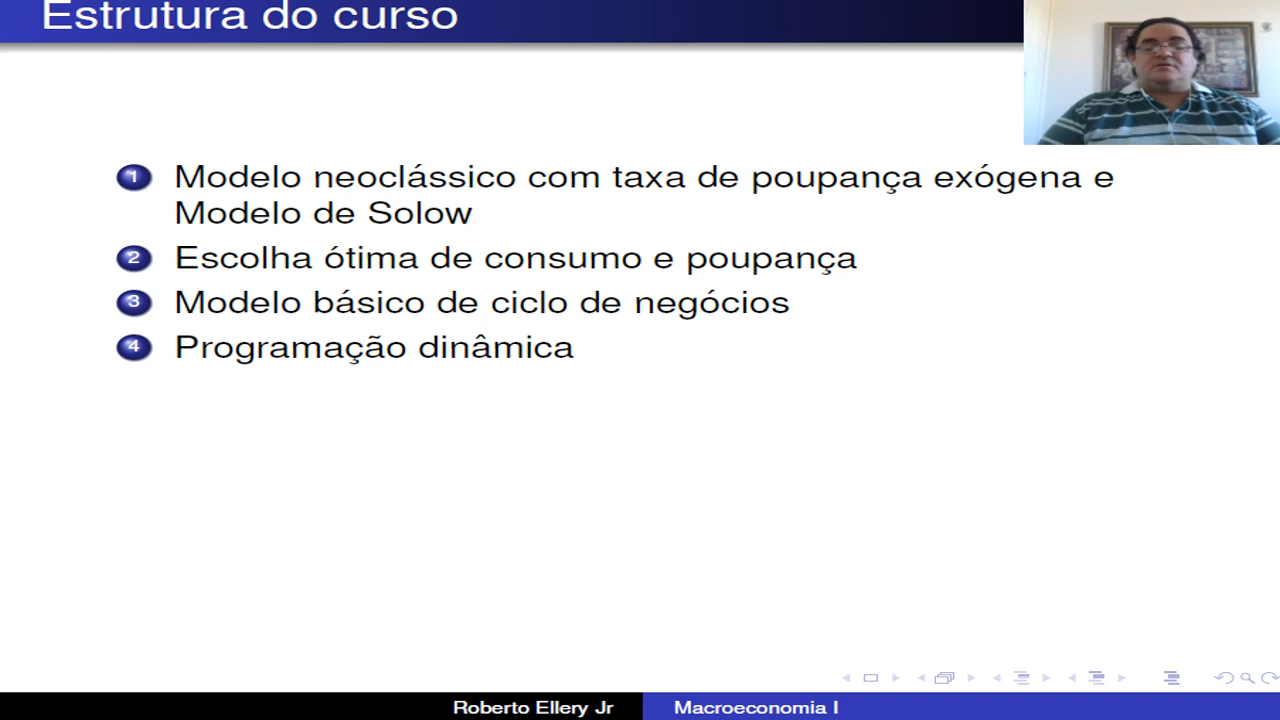 Estrutura do curso
1 Modelo neoclássico com taxa de poupança exógena e
Modelo de Solow
2 Escolha ótima de consumo e poupança
3 Modelo básico de ciclo de negócios
4 Programação dinâmica
Roberto Ellery Jr Macroeconomia I